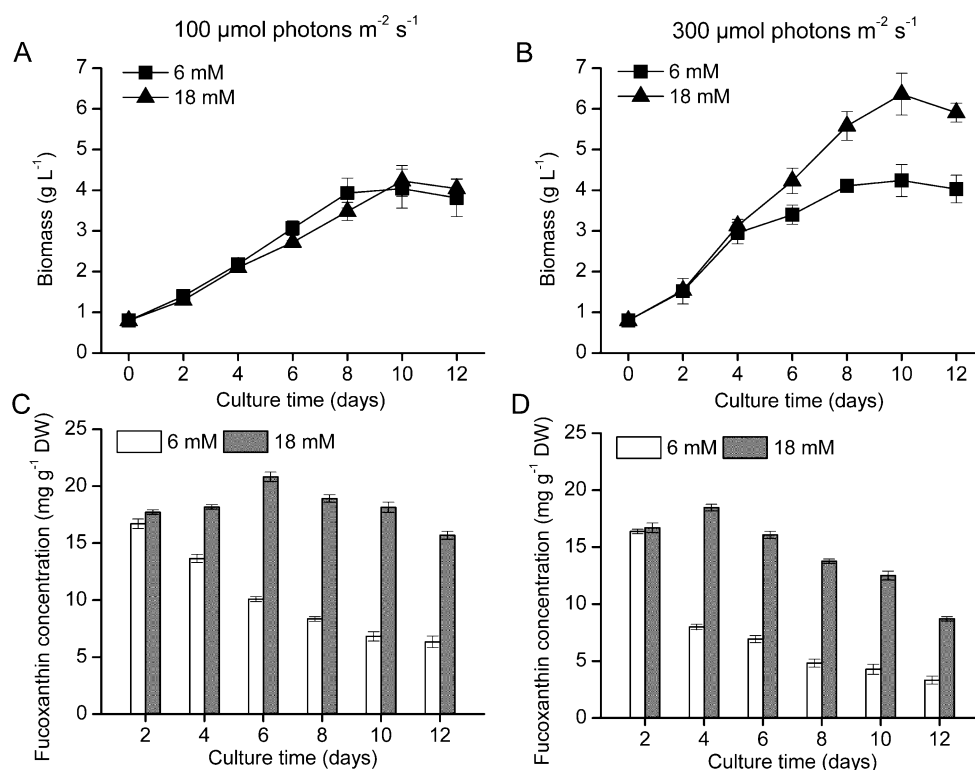 100 µmol photons m⁻² s⁻¹
300 µmol photons m⁻² s⁻¹
A
6 mM
18 mM
Biomass (g L⁻¹)
7
6
5
4
3
2
1
0
0 2 4 6 8 10 12
Culture time (days)
B
6 mM
18 mM
Biomass (g L⁻¹)
7
6
5
4
3
2
1
0
0 2 4 6 8 10 12
Culture time (days)
C
6 mM 18 mM
Fucoxanthin concentration (mg g⁻¹ DW)
25
20
15
10
5
0
2 4 6 8 10 12
Culture time (days)
D
6 mM 18 mM
Fucoxanthin concentration (mg g⁻¹ DW)
25
20
15
10
5
0
2 4 6 8 10 12
Culture time (days)